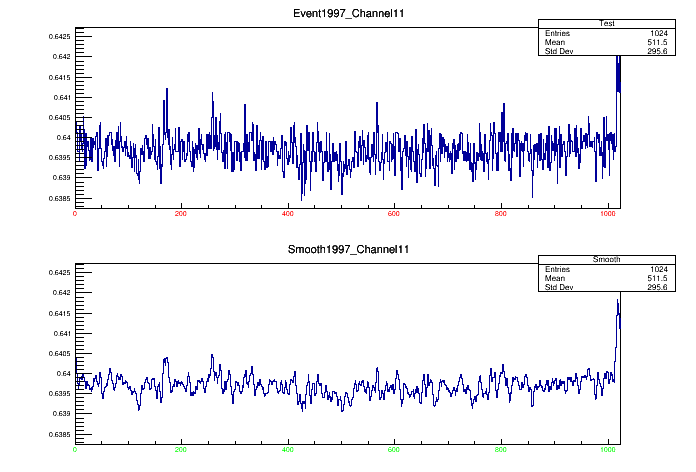 Event1997_Channel11
Test
Entries 1024
Mean 511.5
Std Dev 295.6
0.6425
0.642
0.6415
0.641
0.6405
0.64
0.6395
0.639
0.6385
0 200 400 600 800 1000
Smooth1997_Channel11
Smooth
Entries 1024
Mean 511.5
Std Dev 295.6
0.6425
0.642
0.6415
0.641
0.6405
0.64
0.6395
0.639
0.6385
0 200 400 600 800 1000